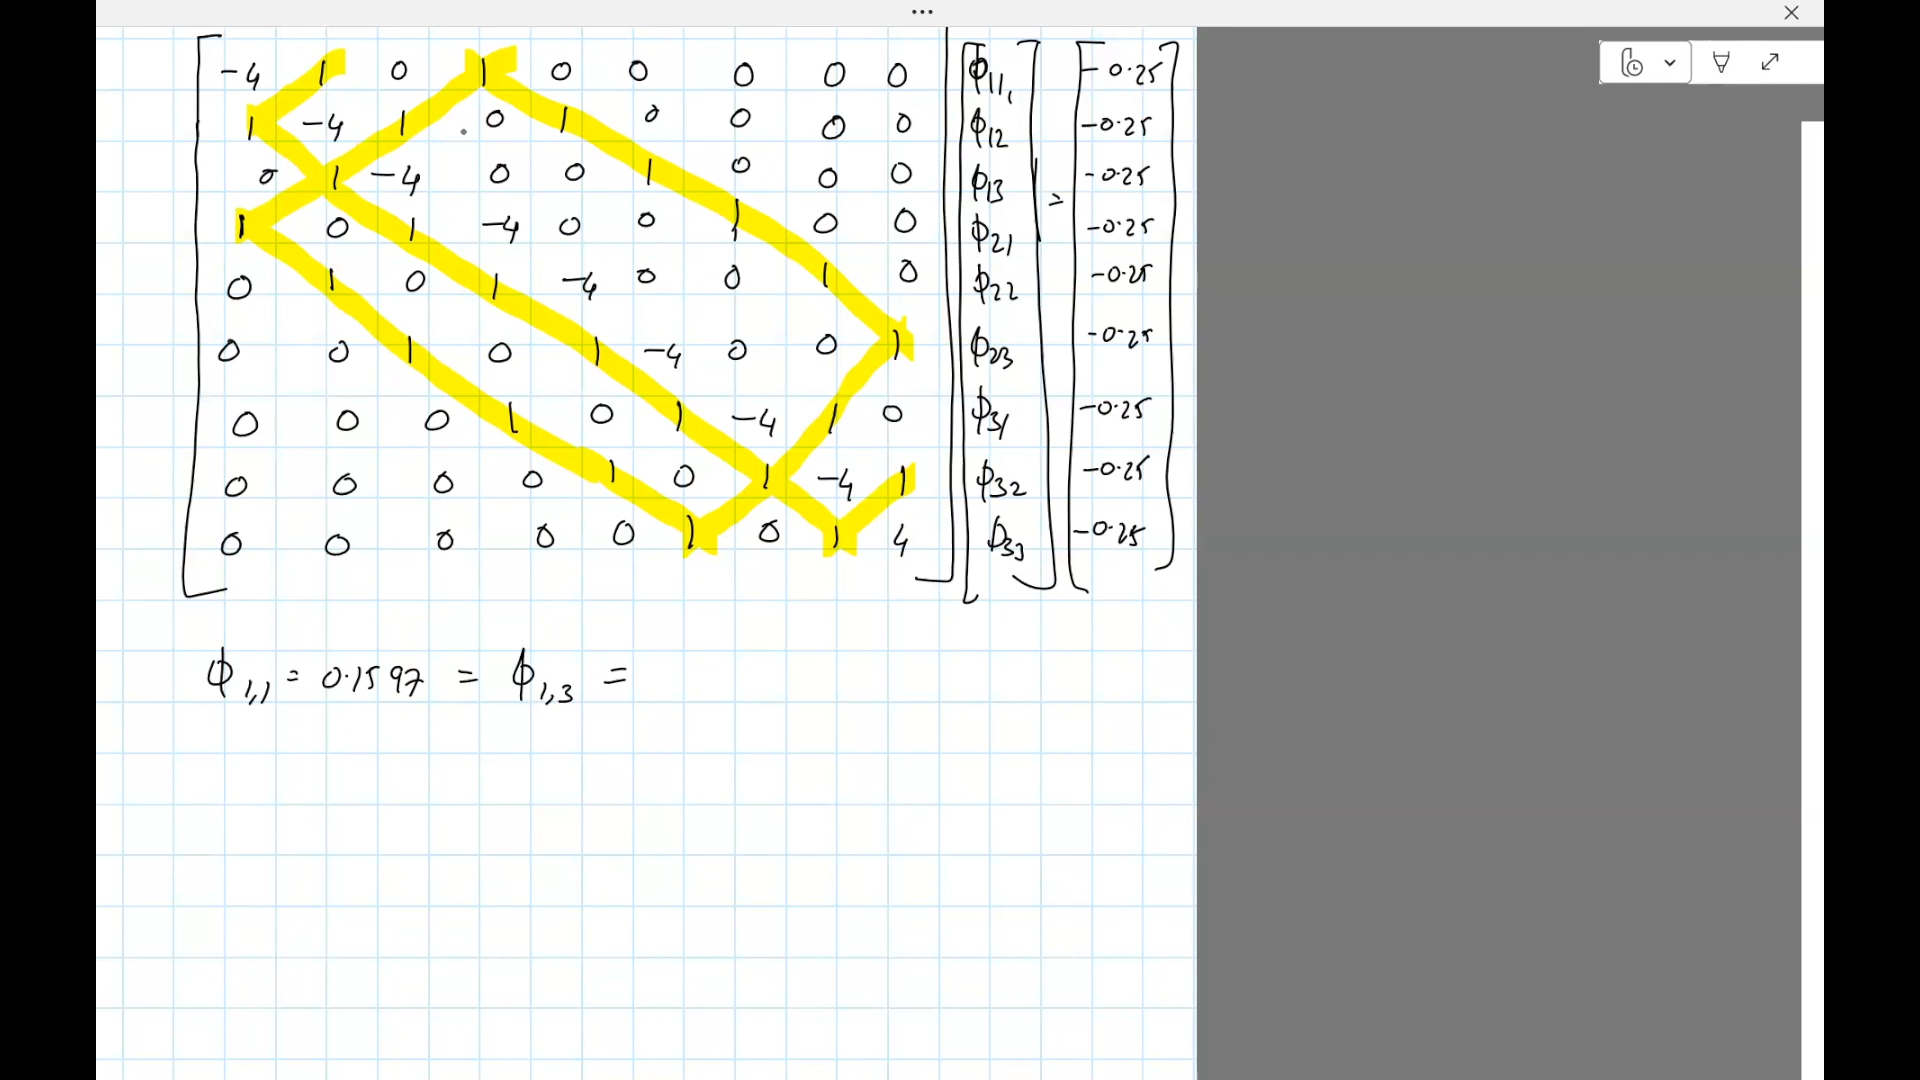 -4 1 0 1 0 0 0 0 0 ϕ11, -0.25
1 -4 1 0 1 0 0 0 0 ϕ12 -0.25
0 1 -4 0 0 1 0 0 0 ϕ13 = -0.25
1 0 1 -4 0 0 1 0 0 ϕ21 -0.25
0 1 0 1 -4 0 0 1 0 ϕ22 -0.25
0 0 1 0 1 -4 0 0 1 ϕ23 -0.25
0 0 0 1 0 1 -4 1 0 ϕ31 -0.25
0 0 0 0 1 0 1 -4 1 ϕ32 -0.25
0 0 0 0 0 1 0 1 4 ϕ33 -0.25
ϕ1,1 = 0.1597 = ϕ1,3 =